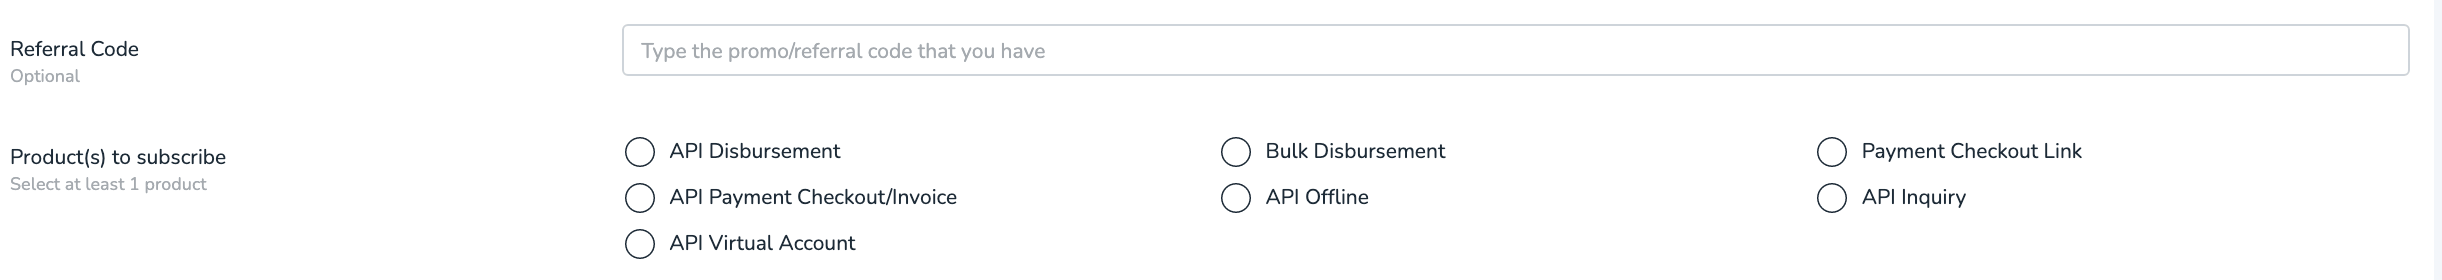 Referral Code
Optional
Type the promo/referral code that you have
Product(s) to subscribe
Select at least 1 product
API Disbursement
Bulk Disbursement
Payment Checkout Link
API Payment Checkout/Invoice
API Offline
API Inquiry
API Virtual Account